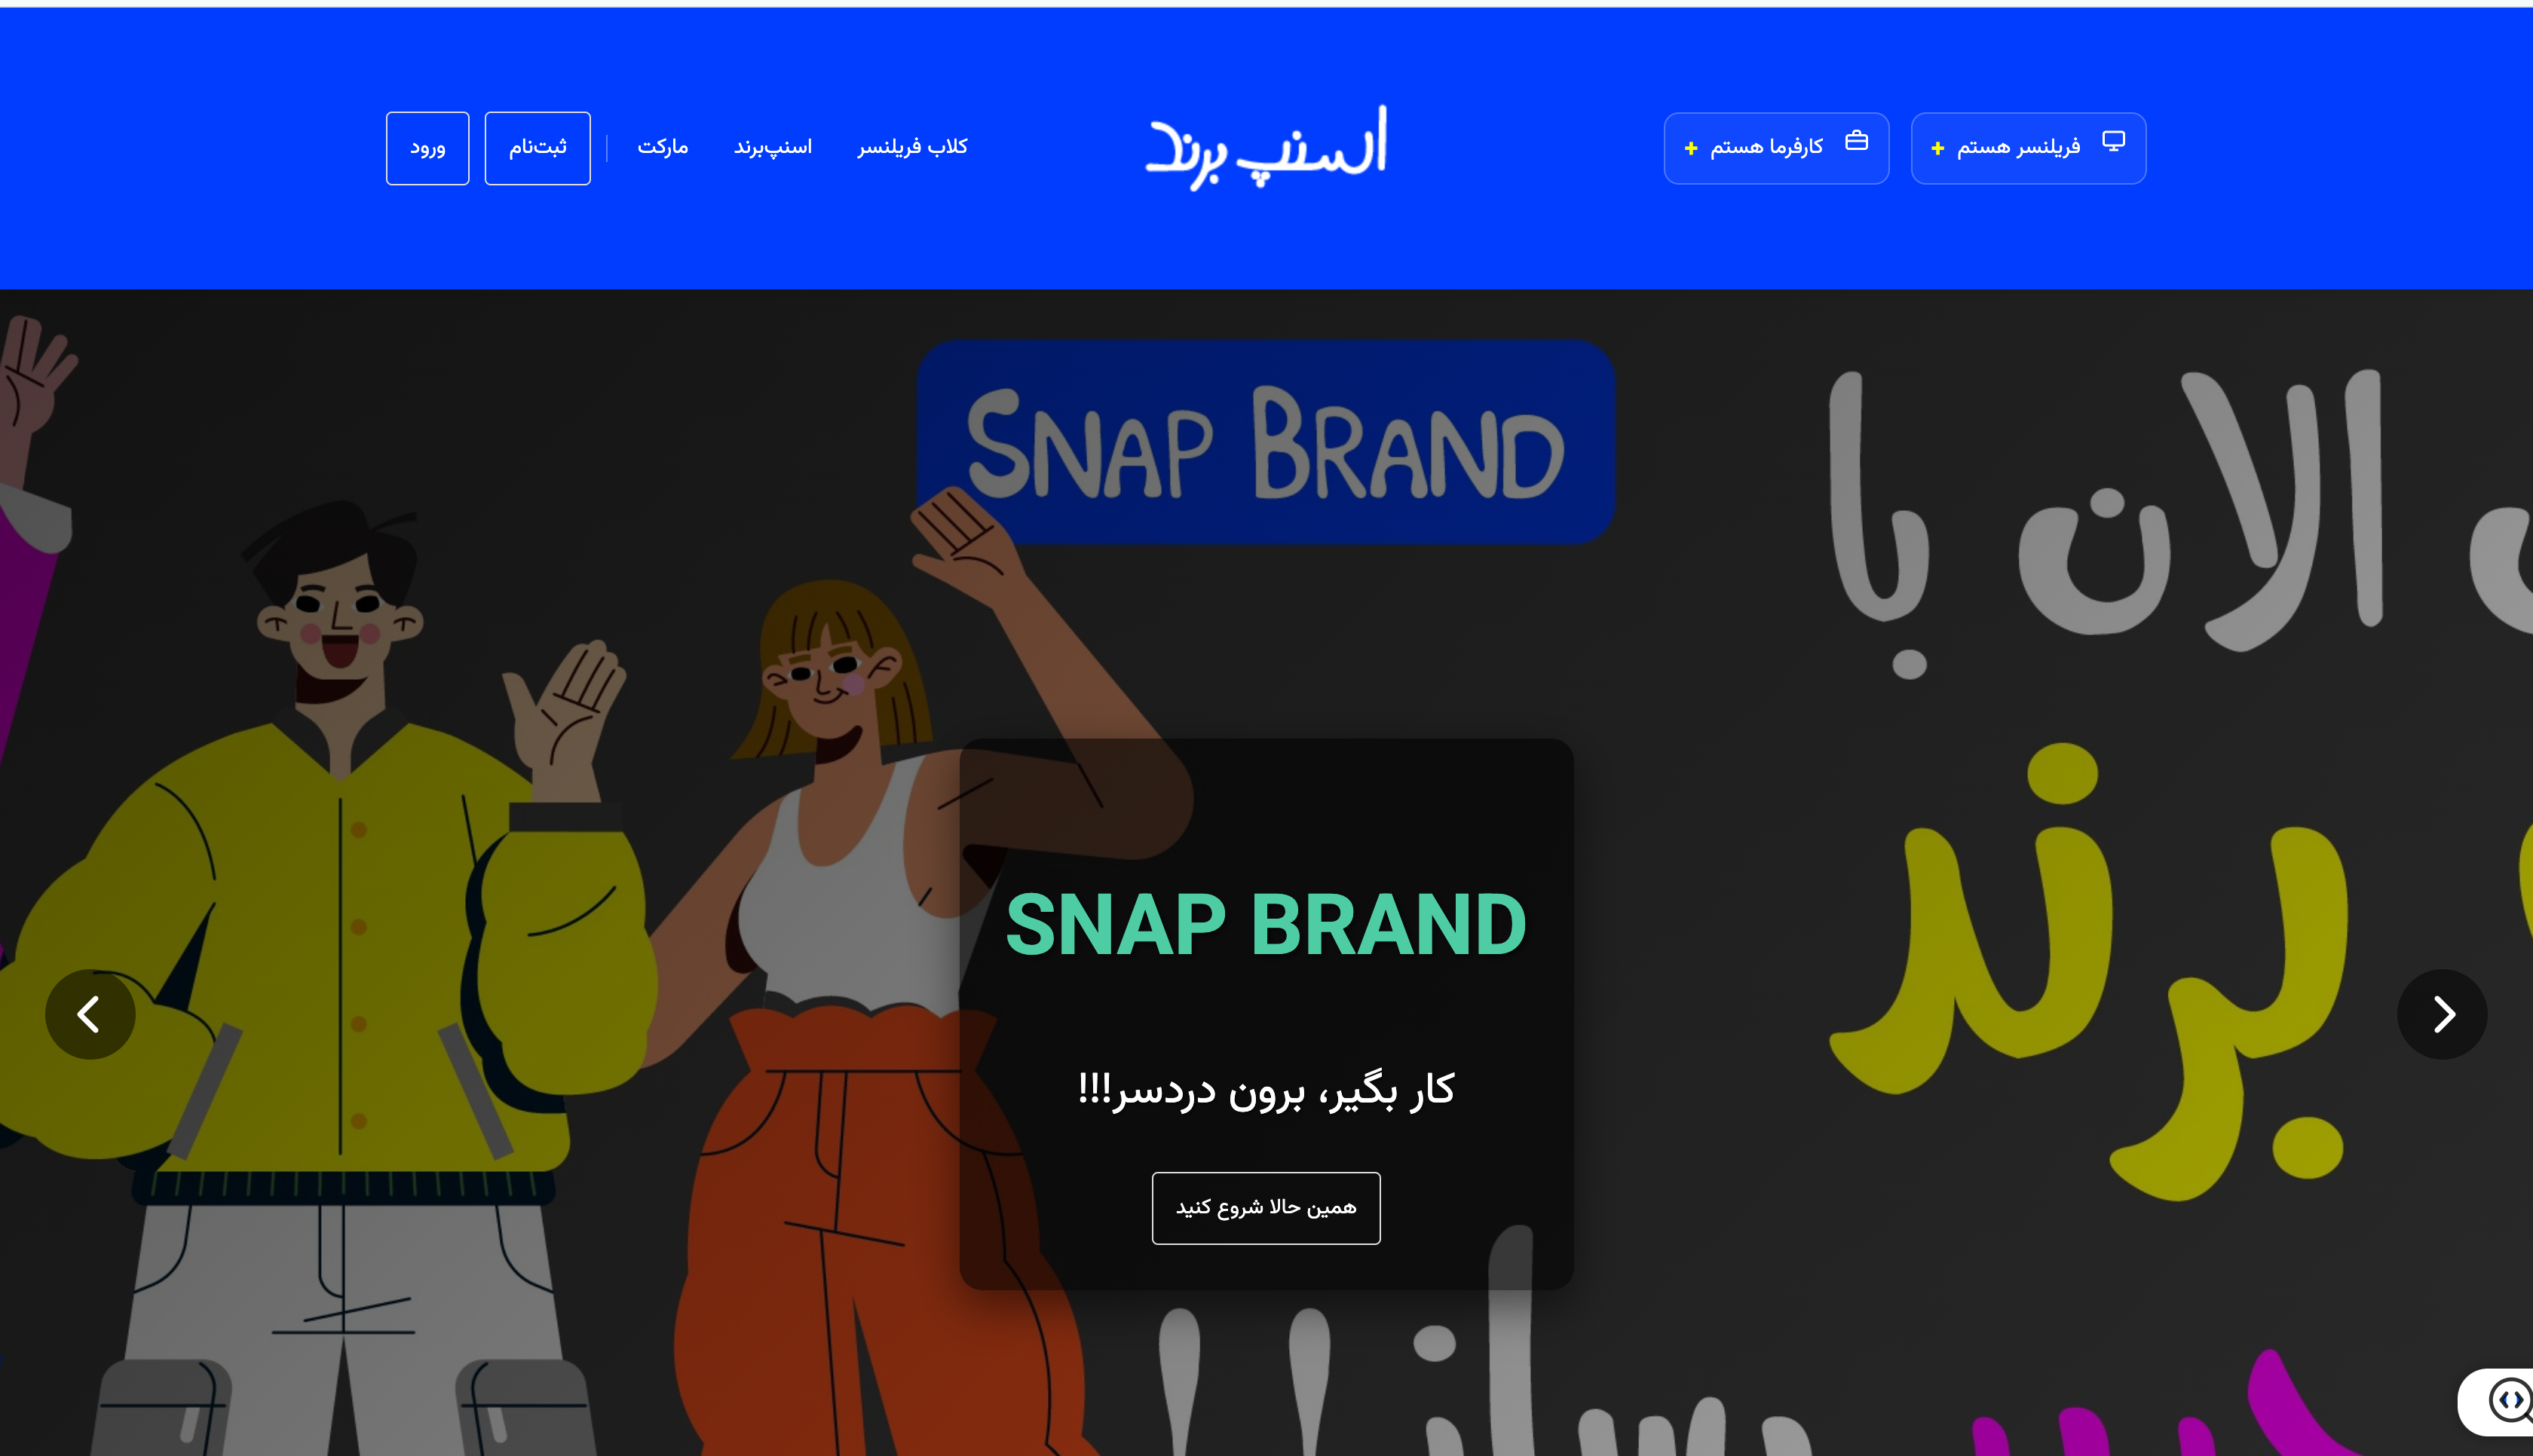 فریلنسر هستم +
کارفرما هستم +
اسنپ برند
کلاب فریلنسر
اسنپ‌برند
مارکت
ثبت‌نام
ورود
SNAP BRAND
الان با
برند
SNAP BRAND
کار بگیر، برون دردسر!!!
همین حالا شروع کنید